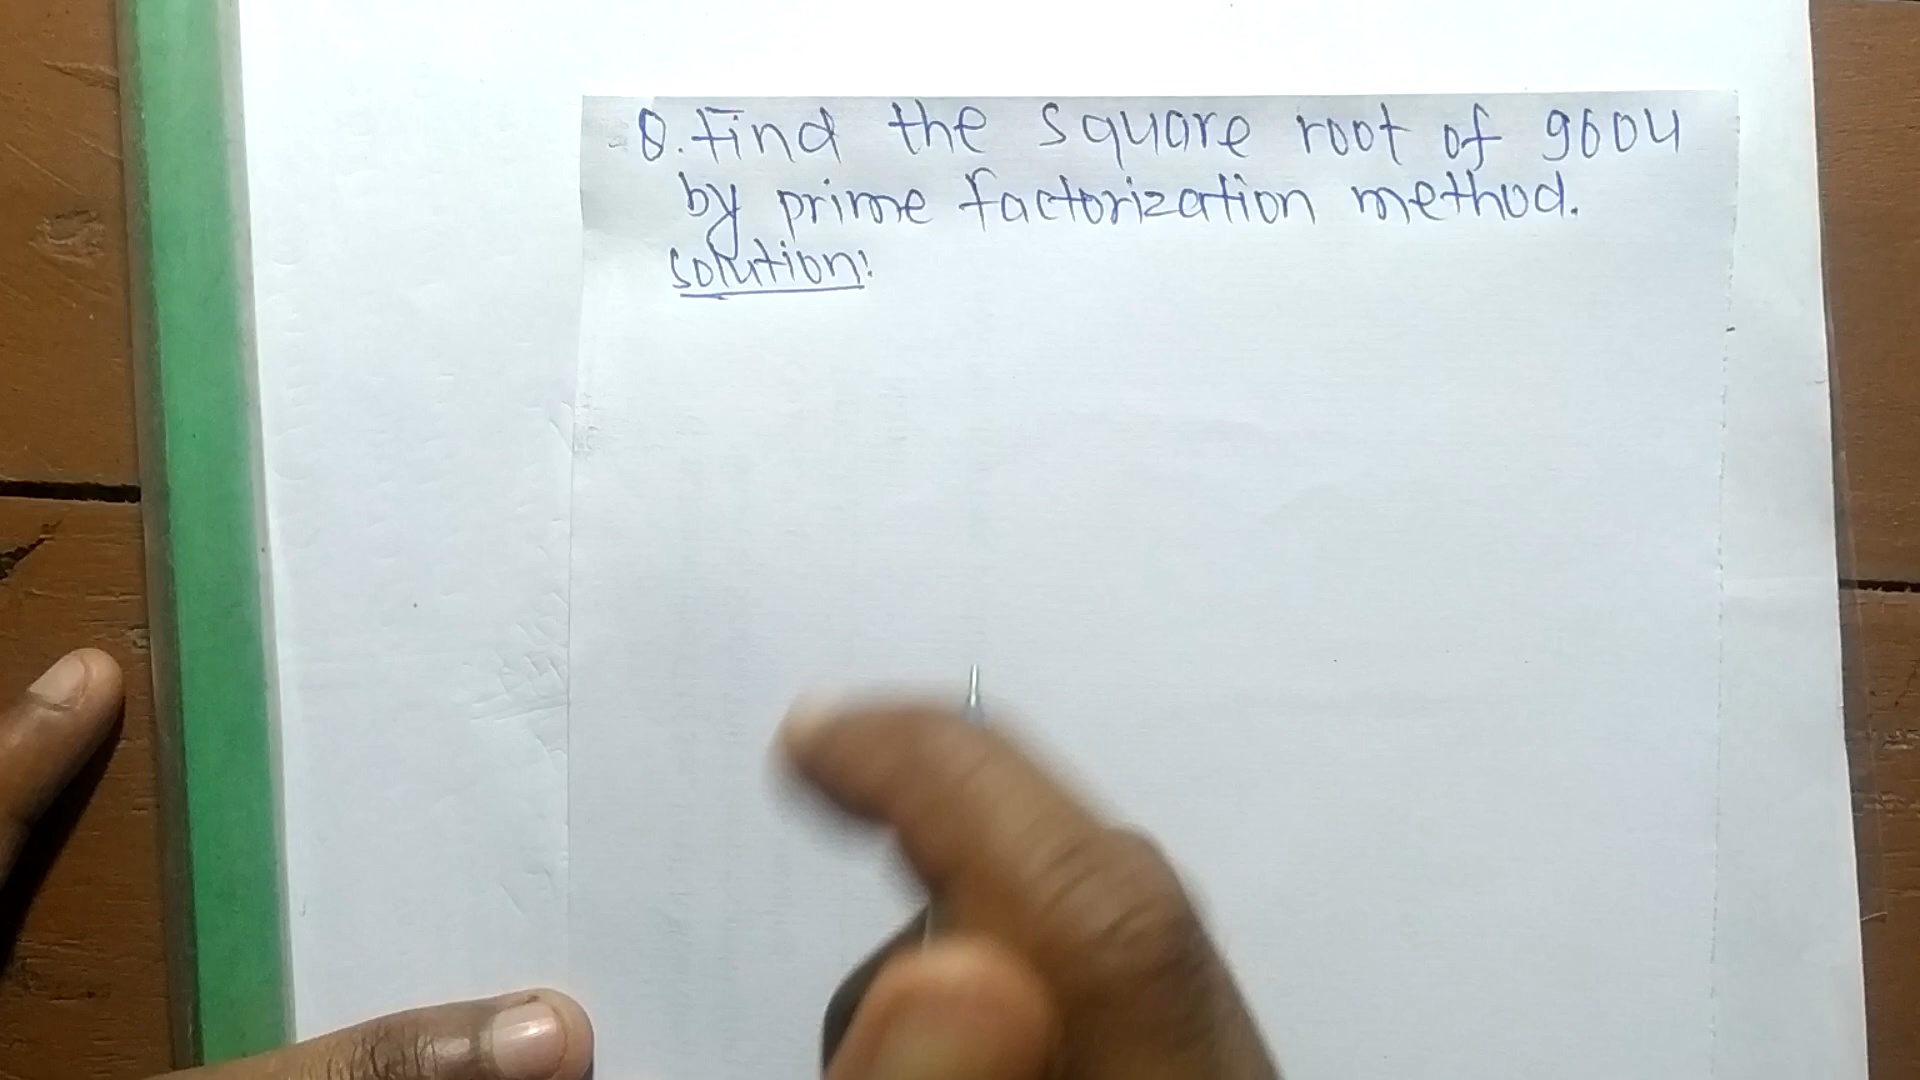 Q. Find the square root of 9604
by prime factorization method.
solution: